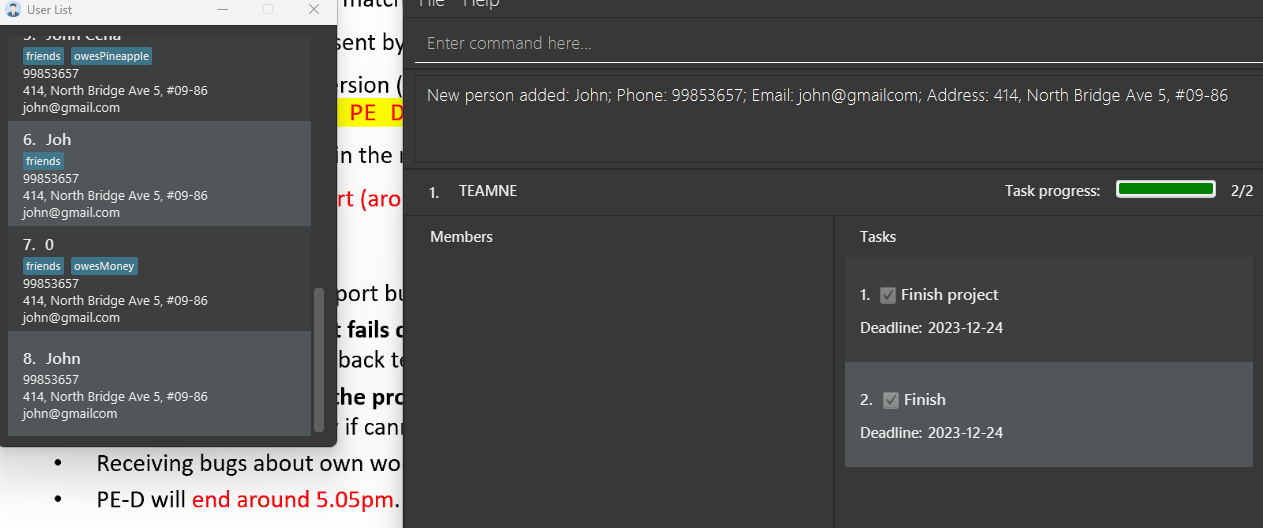 User List
5. John Cena
friends owesPineapple
99853657
414, North Bridge Ave 5, #09-86
john@gmail.com
6. Joh
friends
99853657
414, North Bridge Ave 5, #09-86
john@gmail.com
7. 0
friends owesMoney
99853657
414, North Bridge Ave 5, #09-86
john@gmail.com
8. John
99853657
414, North Bridge Ave 5, #09-86
john@gmailcom
match
sent by
ersion (
PE D
in the r
rt (aro
port bu
t fails c
back te
the pro
if cann
• Receiving bugs about own wo
• PE-D will end around 5.05pm.
File Help
Enter command here...
New person added: John; Phone: 99853657; Email: john@gmailcom; Address: 414, North Bridge Ave 5, #09-86
1. TEAMNE
Task progress: 2/2
Members
Tasks
1. Finish project
Deadline: 2023-12-24
2. Finish
Deadline: 2023-12-24